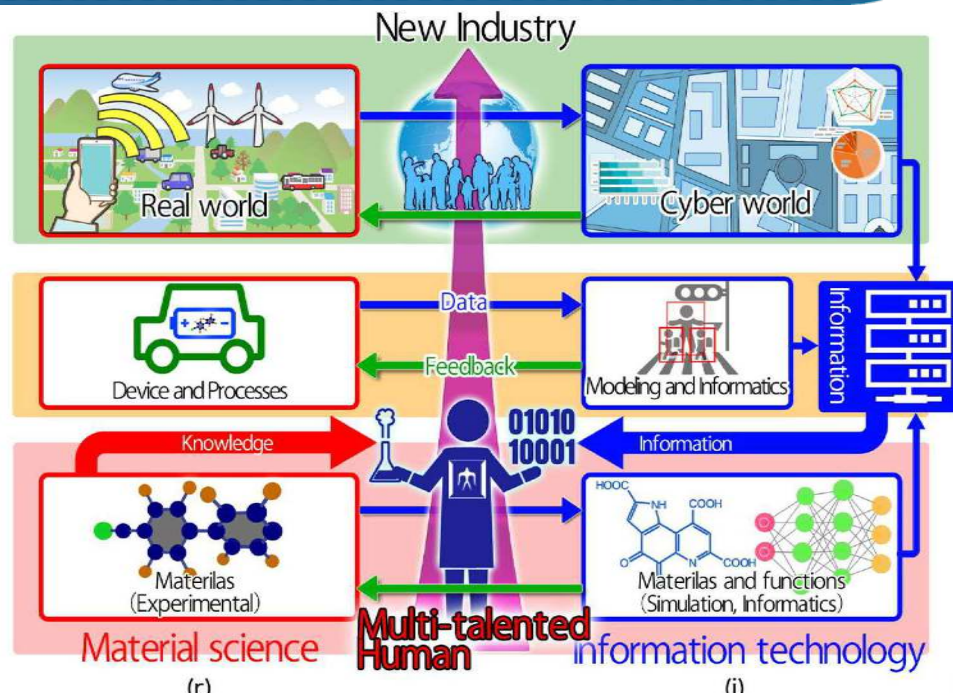 New Industry
Real world
Cyber world
Data
Feedback
Device and Processes
Modeling and Informatics
Information
Knowledge
01010
10001
Information
HOOC
NH
COOH
O
O
N
COOH
Materilas
(Experimental)
Materilas and functions
(Simulation, Informatics)
Material science
Multi-talented
Human
Information technology
(r)
(i)